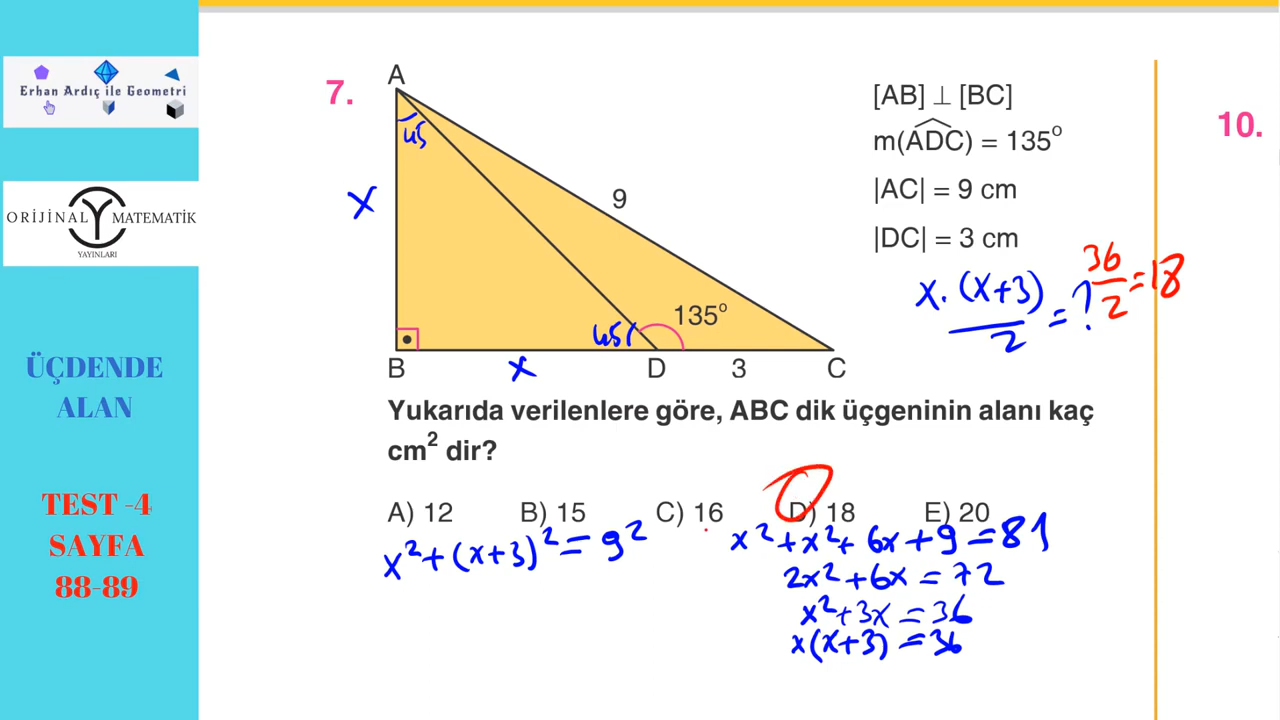 Erhan Ardıç ile Geometri
ORİJİNAL MATEMATİK
YAYINLARI
ÜÇDENDE
ALAN
TEST -4
SAYFA
88-89
7.
A
45
X
9
135°
45
B
X
D
3
C
[AB] ⊥ [BC]
m(ADC) = 135°
|AC| = 9 cm
|DC| = 3 cm
x.(x+3)/2 = ? 36/2 = 18
10.
Yukarıda verilenlere göre, ABC dik üçgeninin alanı kaç
cm² dir?
A) 12 B) 15 C) 16 D) 18 E) 20
x² + (x+3)² = 9²
x² + x² + 6x + 9 = 81
2x² + 6x = 72
x² + 3x = 36
x(x+3) = 36